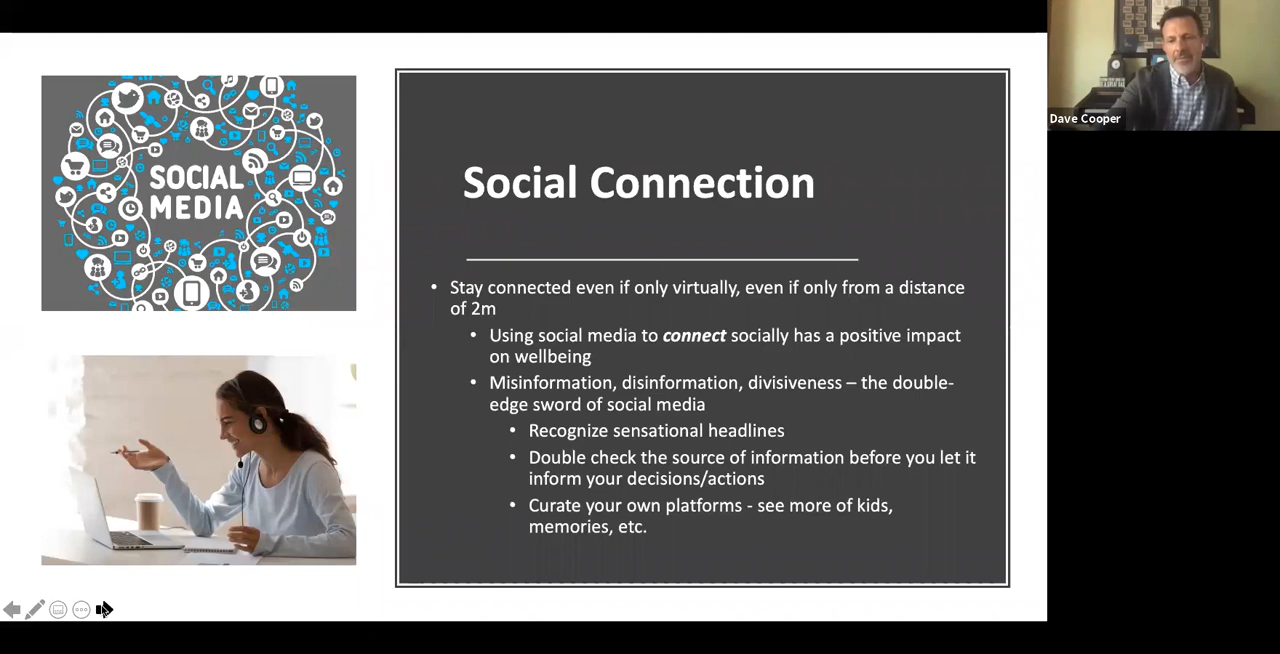 SOCIAL
MEDIA
Social Connection
• Stay connected even if only virtually, even if only from a distance
of 2m
• Using social media to connect socially has a positive impact
on wellbeing
• Misinformation, disinformation, divisiveness – the double-
edge sword of social media
• Recognize sensational headlines
• Double check the source of information before you let it
inform your decisions/actions
• Curate your own platforms - see more of kids,
memories, etc.
Dave Cooper